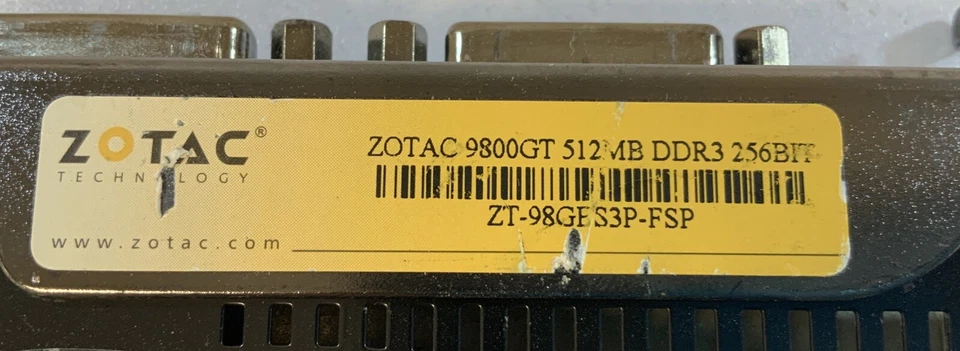 ZOTAC®
TECHNOLOGY
www.zotac.com
ZOTAC 9800GT 512MB DDR3 256BIT
ZT-98GES3P-FSP